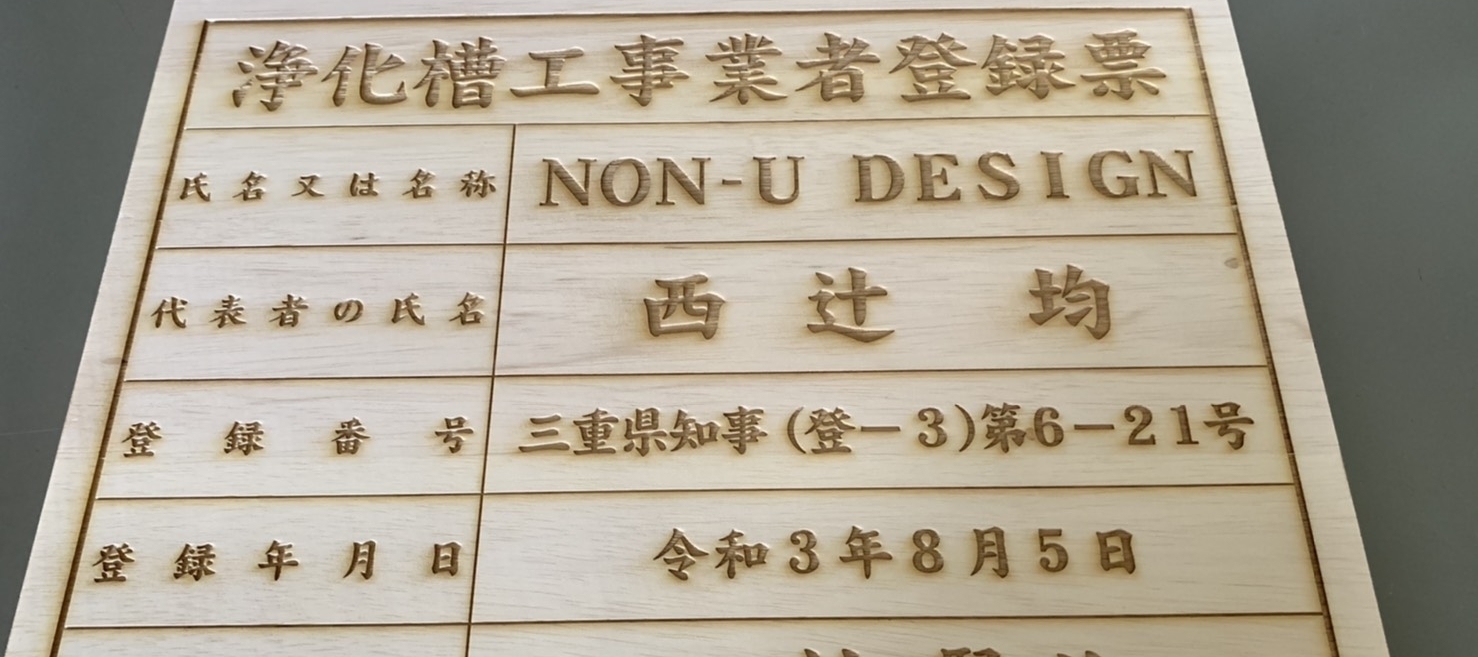 浄化槽工事業者登録票
氏名又は名称 NON-U DESIGN
代表者の氏名 西辻 均
登録番号 三重県知事(登-3)第6-21号
登録年月日 令和3年8月5日